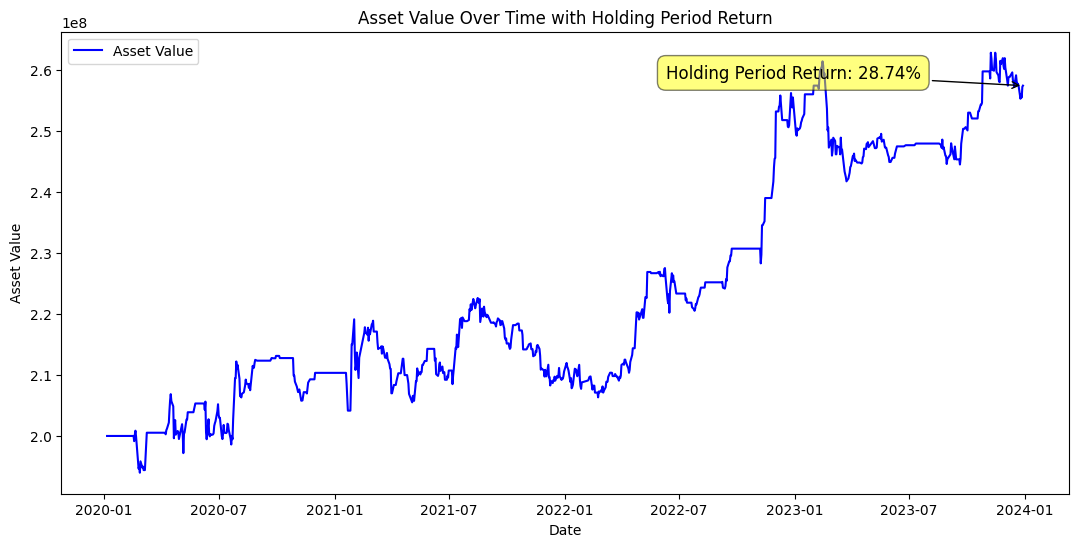 Asset Value Over Time with Holding Period Return
1e8
Asset Value
Holding Period Return: 28.74%
Asset Value
2.6
2.5
2.4
2.3
2.2
2.1
2.0
2020-01 2020-07 2021-01 2021-07 2022-01 2022-07 2023-01 2023-07 2024-01
Date